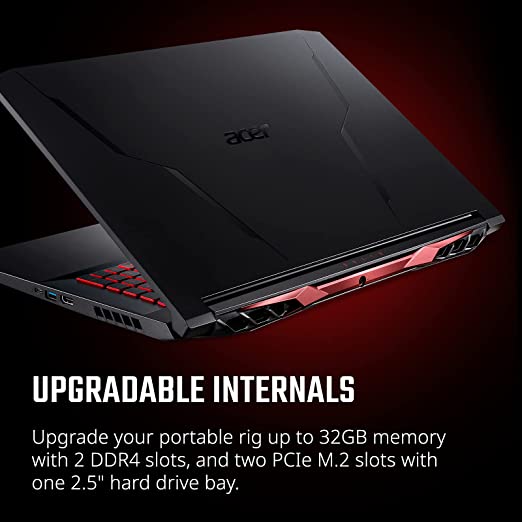 acer
UPGRADABLE INTERNALS
Upgrade your portable rig up to 32GB memory
with 2 DDR4 slots, and two PCIe M.2 slots with
one 2.5" hard drive bay.